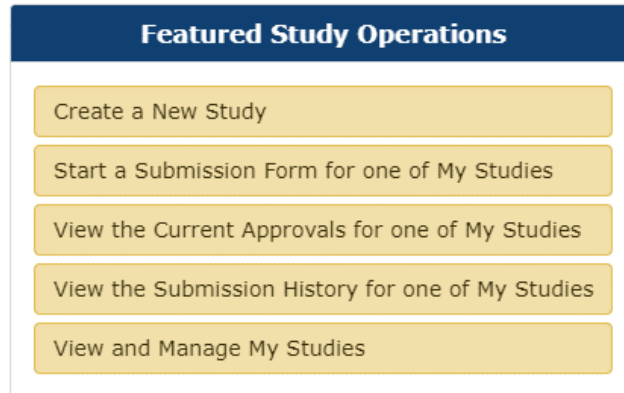 Featured Study Operations
Create a New Study
Start a Submission Form for one of My Studies
View the Current Approvals for one of My Studies
View the Submission History for one of My Studies
View and Manage My Studies